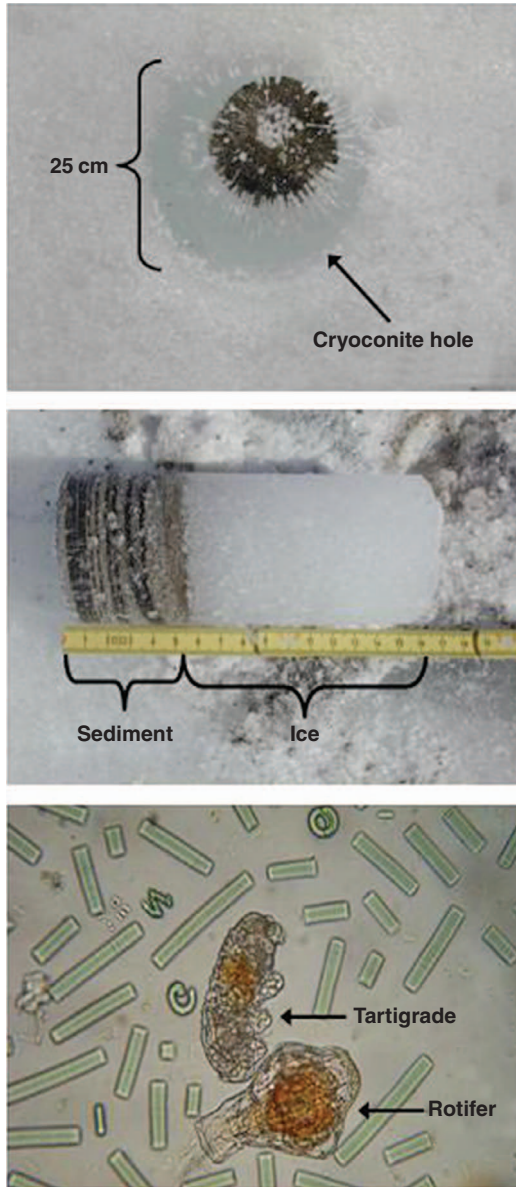 25 cm
Cryoconite hole
Sediment
Ice
Tartigrade
Rotifer